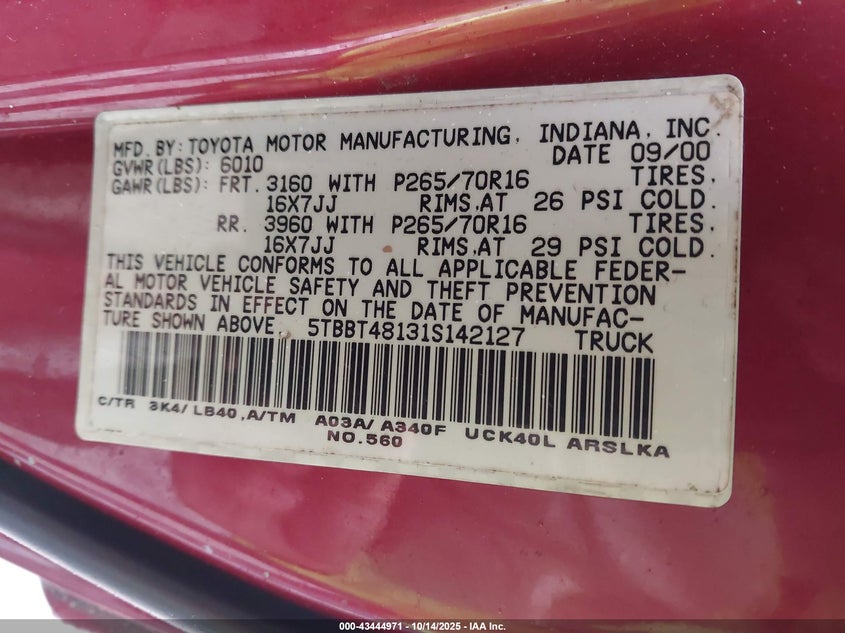 MFD. BY: TOYOTA MOTOR MANUFACTURING, INDIANA, INC.
GVWR(LBS): 6010 DATE 09/00
GAWR(LBS): FRT. 3160 WITH P265/70R16 TIRES,
16X7JJ RIMS,AT 26 PSI COLD.
RR. 3960 WITH P265/70R16 TIRES,
16X7JJ RIMS,AT 29 PSI COLD.
THIS VEHICLE CONFORMS TO ALL APPLICABLE FEDER-
AL MOTOR VEHICLE SAFETY AND THEFT PREVENTION
STANDARDS IN EFFECT ON THE DATE OF MANUFAC-
TURE SHOWN ABOVE. 5TBBT48131S142127 TRUCK
C/TR 3K4/ LB40 ,A/TM A03A/ A340F UCK40L ARSLKA
NO.560
000-43444971 - 10/14/2025 - IAA Inc.